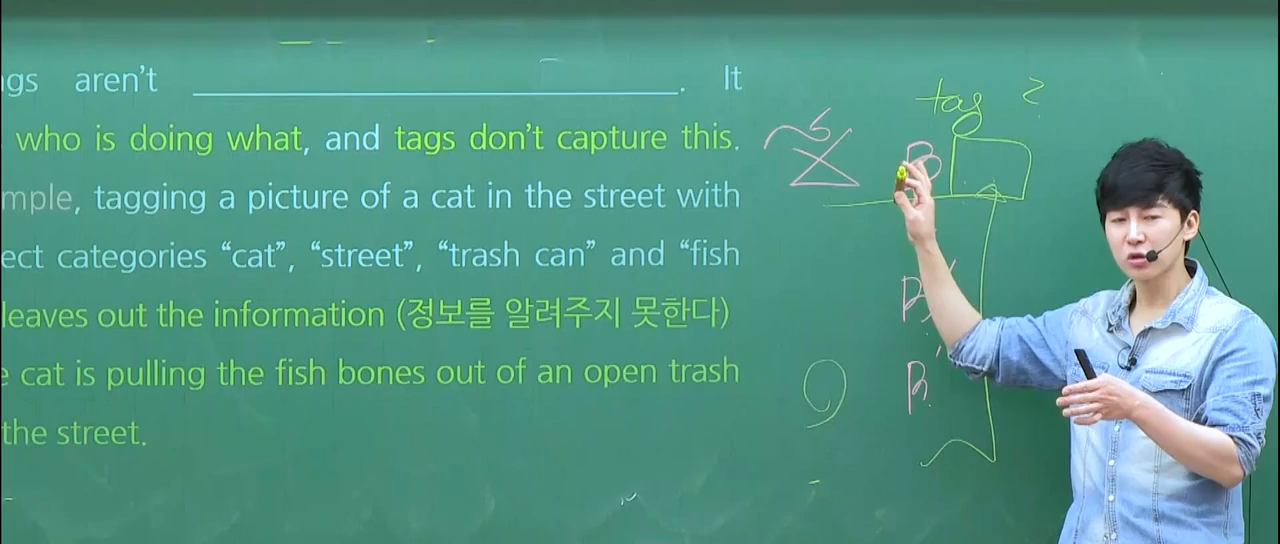 ngs aren't ____________. It
who is doing what, and tags don't capture this.
mple, tagging a picture of a cat in the street with
ect categories “cat”, “street”, “trash can” and “fish
leaves out the information (정보를 알려주지 못한다)
e cat is pulling the fish bones out of an open trash
the street.
tag ?
B
B'
B'